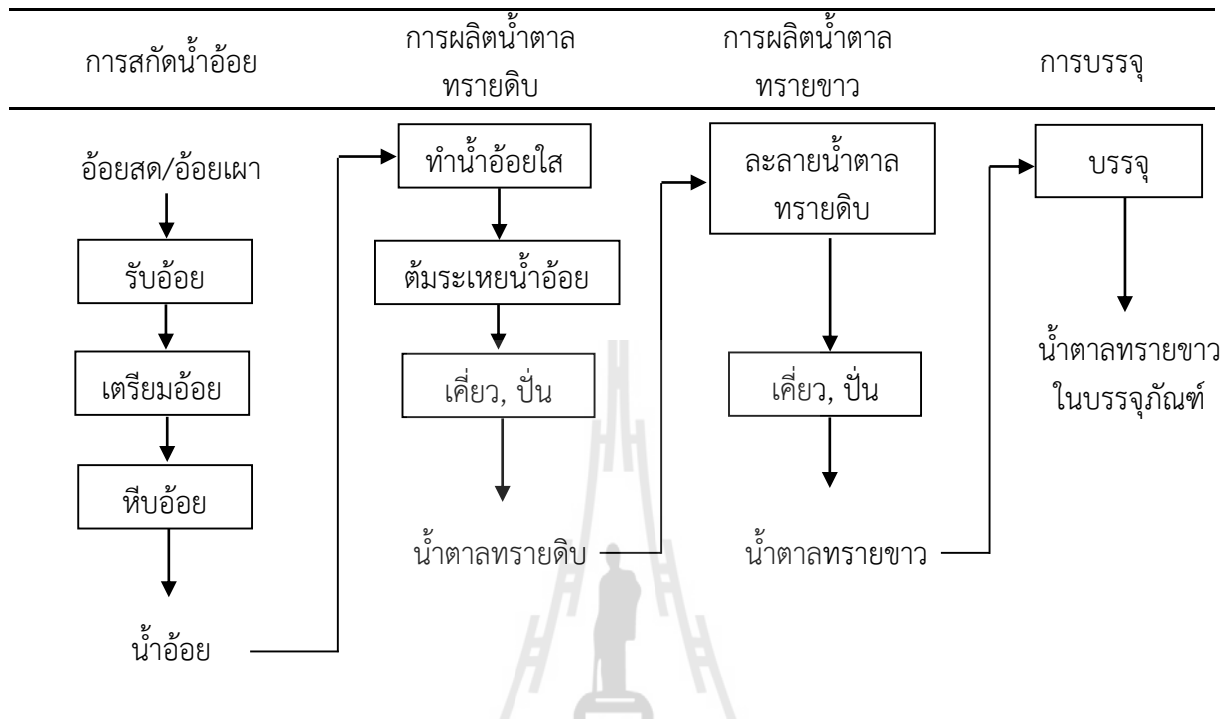 การสกัดน้ำอ้อย
การผลิตน้ำตาล
ทรายดิบ
การผลิตน้ำตาล
ทรายขาว
การบรรจุ
อ้อยสด/อ้อยเผา
รับอ้อย
เตรียมอ้อย
หีบอ้อย
น้ำอ้อย
ทำน้ำอ้อยใส
ต้มระเหยน้ำอ้อย
เคี่ยว, ปั่น
น้ำตาลทรายดิบ
ละลายน้ำตาล
ทรายดิบ
เคี่ยว, ปั่น
น้ำตาลทรายขาว
บรรจุ
น้ำตาลทรายขาว
ในบรรจุภัณฑ์